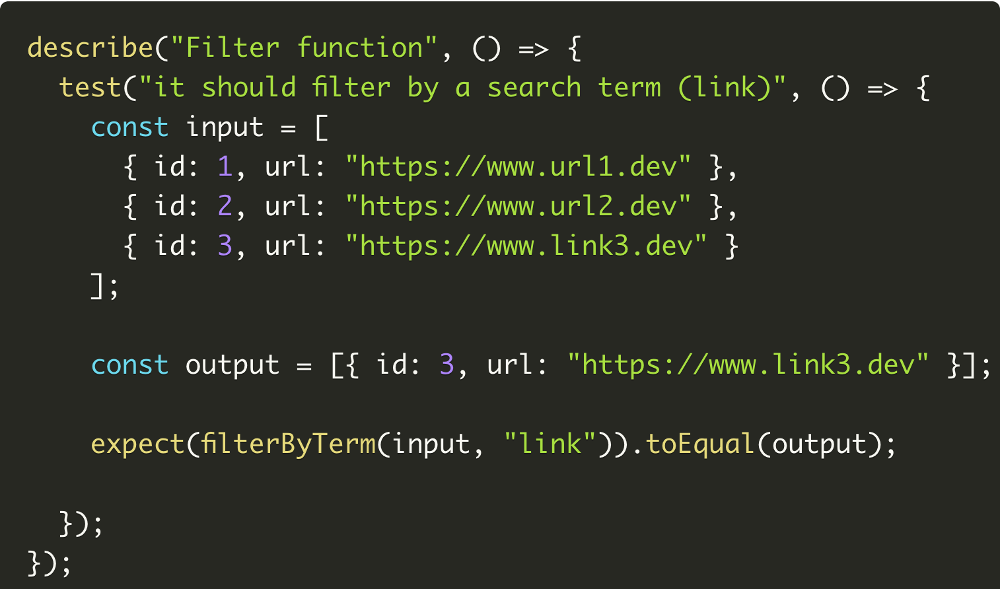 describe("Filter function", () => {
  test("it should filter by a search term (link)", () => {
    const input = [
      { id: 1, url: "https://www.url1.dev" },
      { id: 2, url: "https://www.url2.dev" },
      { id: 3, url: "https://www.link3.dev" }
    ];

    const output = [{ id: 3, url: "https://www.link3.dev" }];

    expect(filterByTerm(input, "link")).toEqual(output);

  });
});